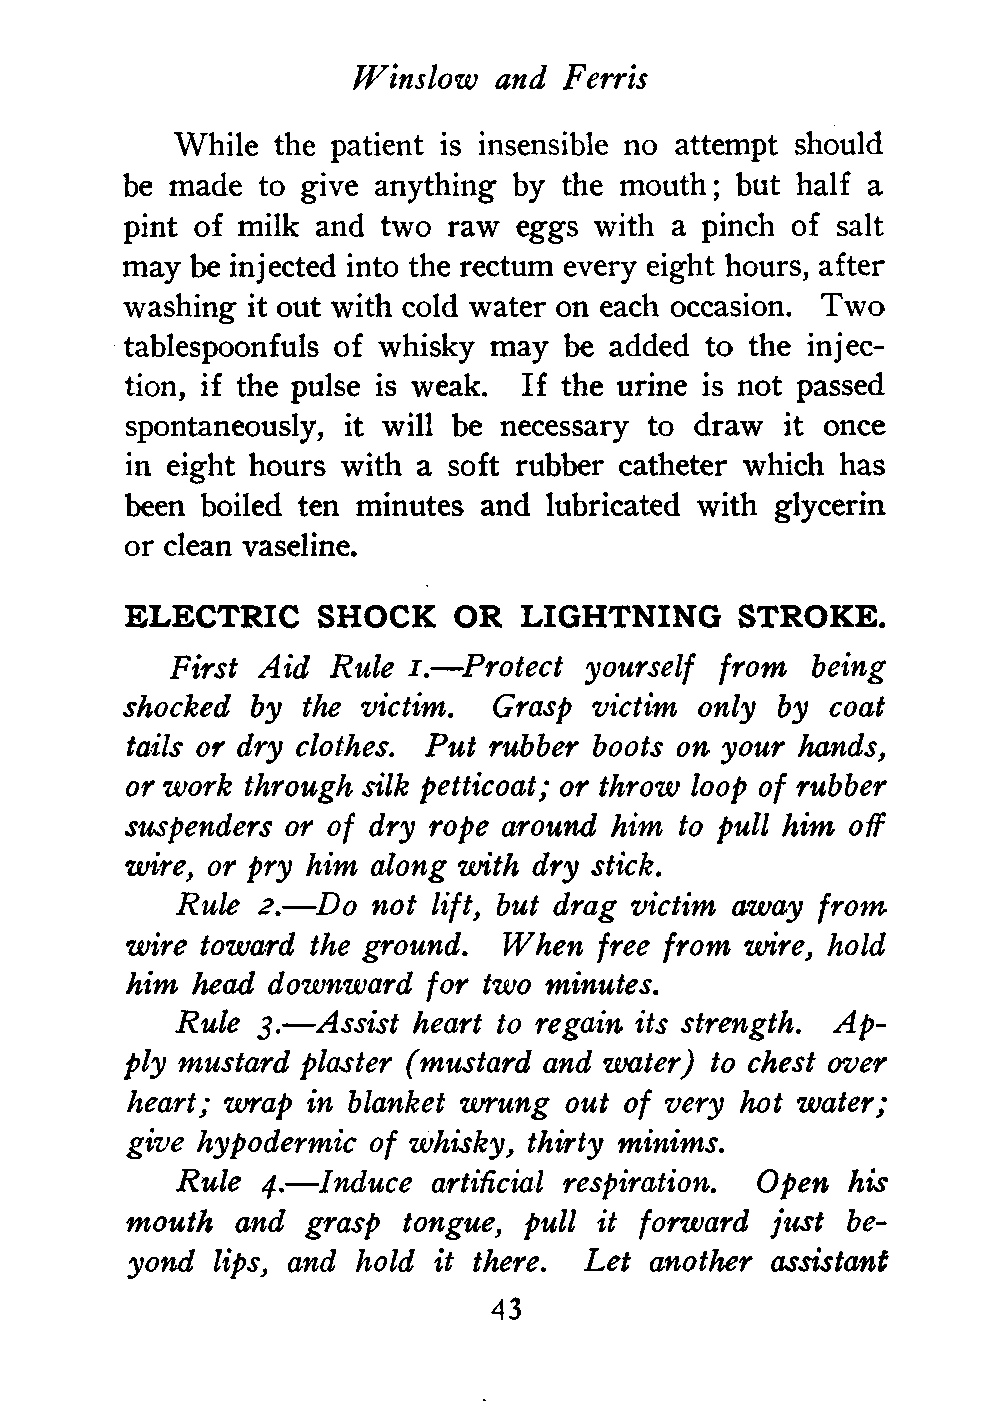 Winslow and Ferris
While the patient is insensible no attempt should
be made to give anything by the mouth; but half a
pint of milk and two raw eggs with a pinch of salt
may be injected into the rectum every eight hours, after
washing it out with cold water on each occasion. Two
tablespoonfuls of whisky may be added to the injec-
tion, if the pulse is weak. If the urine is not passed
spontaneously, it will be necessary to draw it once
in eight hours with a soft rubber catheter which has
been boiled ten minutes and lubricated with glycerin
or clean vaseline.
ELECTRIC SHOCK OR LIGHTNING STROKE.
First Aid Rule 1.—Protect yourself from being
shocked by the victim. Grasp victim only by coat
tails or dry clothes. Put rubber boots on your hands,
or work through silk petticoat; or throw loop of rubber
suspenders or of dry rope around him to pull him off
wire, or pry him along with dry stick.
Rule 2.—Do not lift, but drag victim away from
wire toward the ground. When free from wire, hold
him head downward for two minutes.
Rule 3.—Assist heart to regain its strength. Ap-
ply mustard plaster (mustard and water) to chest over
heart; wrap in blanket wrung out of very hot water;
give hypodermic of whisky, thirty minims.
Rule 4.—Induce artificial respiration. Open his
mouth and grasp tongue, pull it forward just be-
yond lips, and hold it there. Let another assistant
43